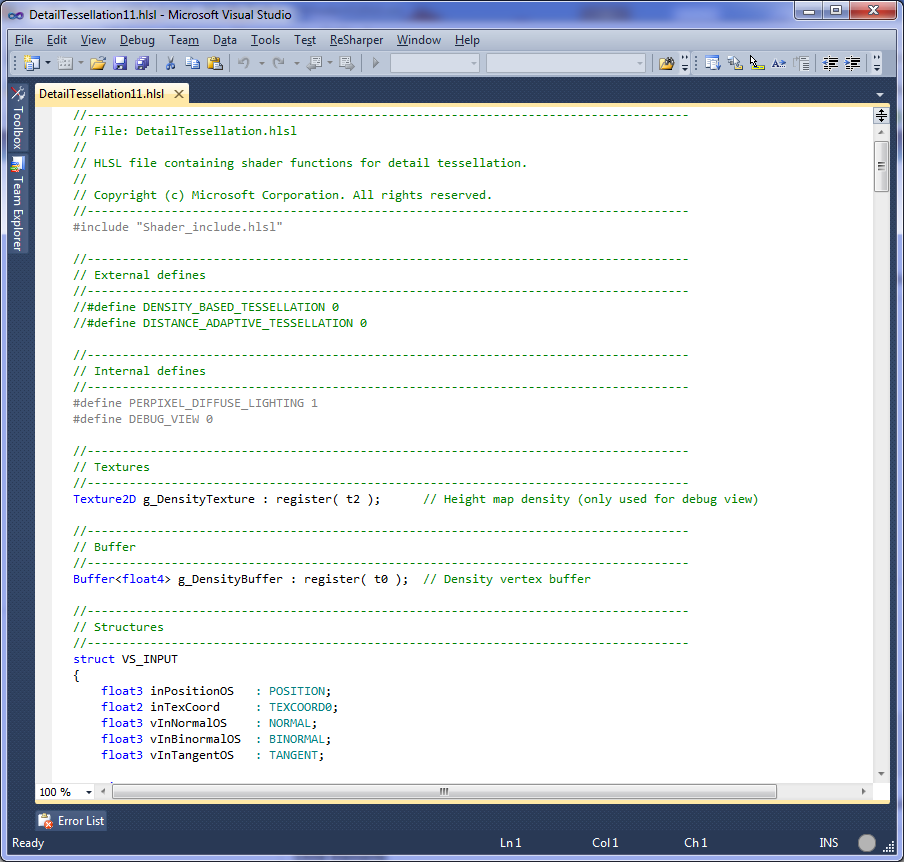 DetailTessellation11.hlsl - Microsoft Visual Studio
File Edit View Debug Team Data Tools Test ReSharper Window Help
Toolbox
Team Explorer
DetailTessellation11.hlsl
//--------------------------------------------------------------------------------------
// File: DetailTessellation.hlsl
//
// HLSL file containing shader functions for detail tessellation.
//
// Copyright (c) Microsoft Corporation. All rights reserved.
//--------------------------------------------------------------------------------------
#include "Shader_include.hlsl"
//--------------------------------------------------------------------------------------
// External defines
//--------------------------------------------------------------------------------------
//#define DENSITY_BASED_TESSELLATION 0
//#define DISTANCE_ADAPTIVE_TESSELLATION 0
//--------------------------------------------------------------------------------------
// Internal defines
//--------------------------------------------------------------------------------------
#define PERPIXEL_DIFFUSE_LIGHTING 1
#define DEBUG_VIEW 0
//--------------------------------------------------------------------------------------
// Textures
//--------------------------------------------------------------------------------------
Texture2D g_DensityTexture : register( t2 );      // Height map density (only used for debug view)
//--------------------------------------------------------------------------------------
// Buffer
//--------------------------------------------------------------------------------------
Buffer<float4> g_DensityBuffer : register( t0 );  // Density vertex buffer
//--------------------------------------------------------------------------------------
// Structures
//--------------------------------------------------------------------------------------
struct VS_INPUT
{
    float3 inPositionOS   : POSITION;
    float2 inTexCoord     : TEXCOORD0;
    float3 vInNormalOS    : NORMAL;
    float3 vInBinormalOS  : BINORMAL;
    float3 vInTangentOS   : TANGENT;
100 %
Error List
Ready Ln 1 Col 1 Ch 1 INS